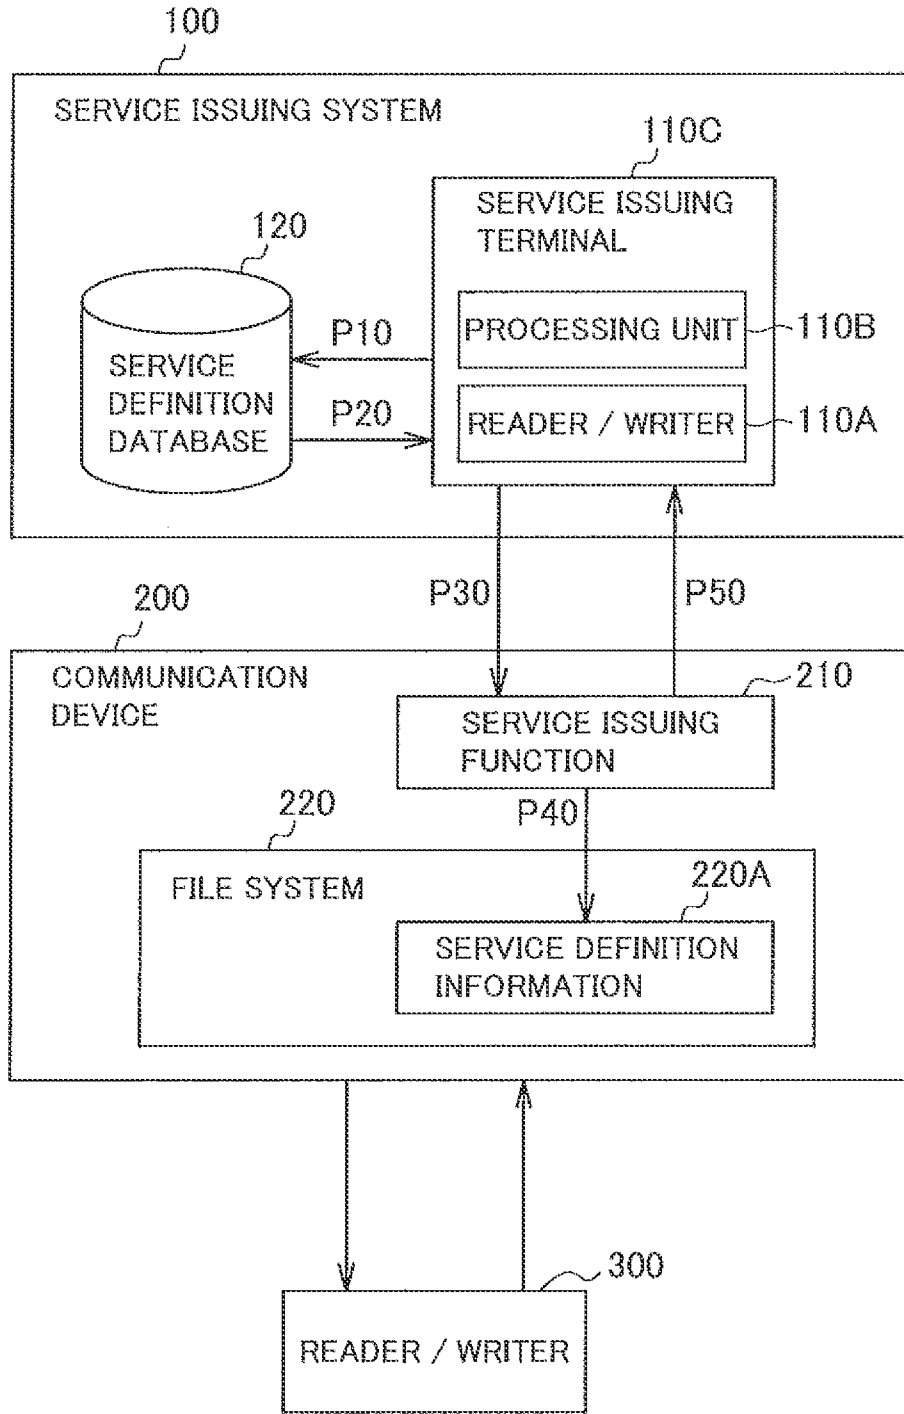 100
SERVICE ISSUING SYSTEM
110C
SERVICE ISSUING
TERMINAL
120
PROCESSING UNIT
110B
P10
SERVICE
DEFINITION
DATABASE
P20
READER / WRITER
110A
P30
P50
200
COMMUNICATION
DEVICE
210
SERVICE ISSUING
FUNCTION
P40
220
FILE SYSTEM
220A
SERVICE DEFINITION
INFORMATION
300
READER / WRITER